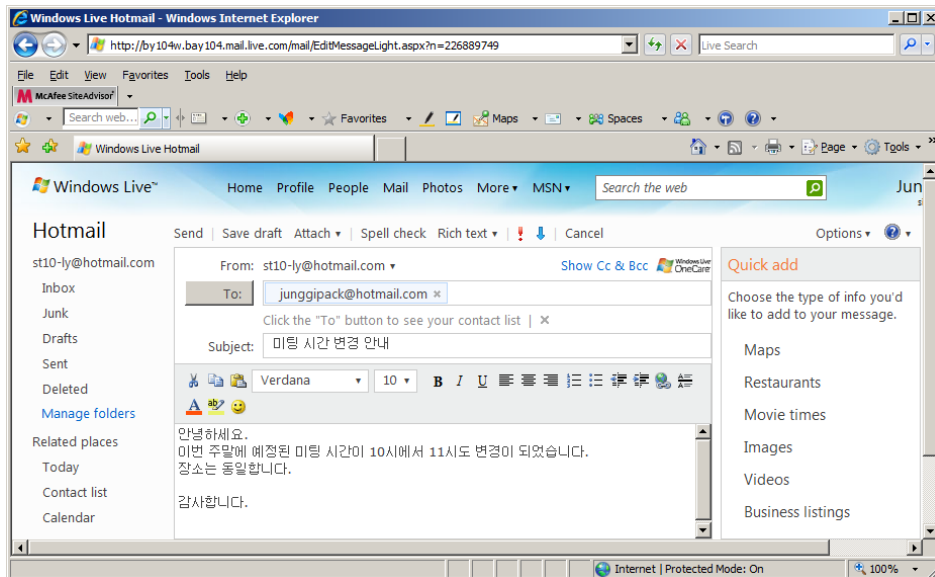 Windows Live Hotmail - Windows Internet Explorer
http://by104w.bay104.mail.live.com/mail/EditMessageLight.aspx?n=226889749
Live Search
File Edit View Favorites Tools Help
McAfee SiteAdvisor
Search web... Favorites Maps Spaces
Windows Live Hotmail Page Tools »
Windows Live™ Home Profile People Mail Photos More MSN Search the web Jun
Hotmail
Send | Save draft Attach | Spell check Rich text | Cancel Options
st10-ly@hotmail.com
From: st10-ly@hotmail.com Show Cc & Bcc Windows Live OneCare
Quick add
Inbox
To: junggipack@hotmail.com ×
Choose the type of info you'd
like to add to your message.
Junk
Click the "To" button to see your contact list | ×
Drafts
Subject: 미팅 시간 변경 안내
Maps
Sent
Deleted
Verdana 10 B I U
Restaurants
Manage folders
A ab
Movie times
Related places
안녕하세요.
이번 주말에 예정된 미팅 시간이 10시에서 11시도 변경이 되었습니다.
장소는 동일합니다.
Images
Today
Videos
Contact list
감사합니다.
Business listings
Calendar
Internet | Protected Mode: On 100%